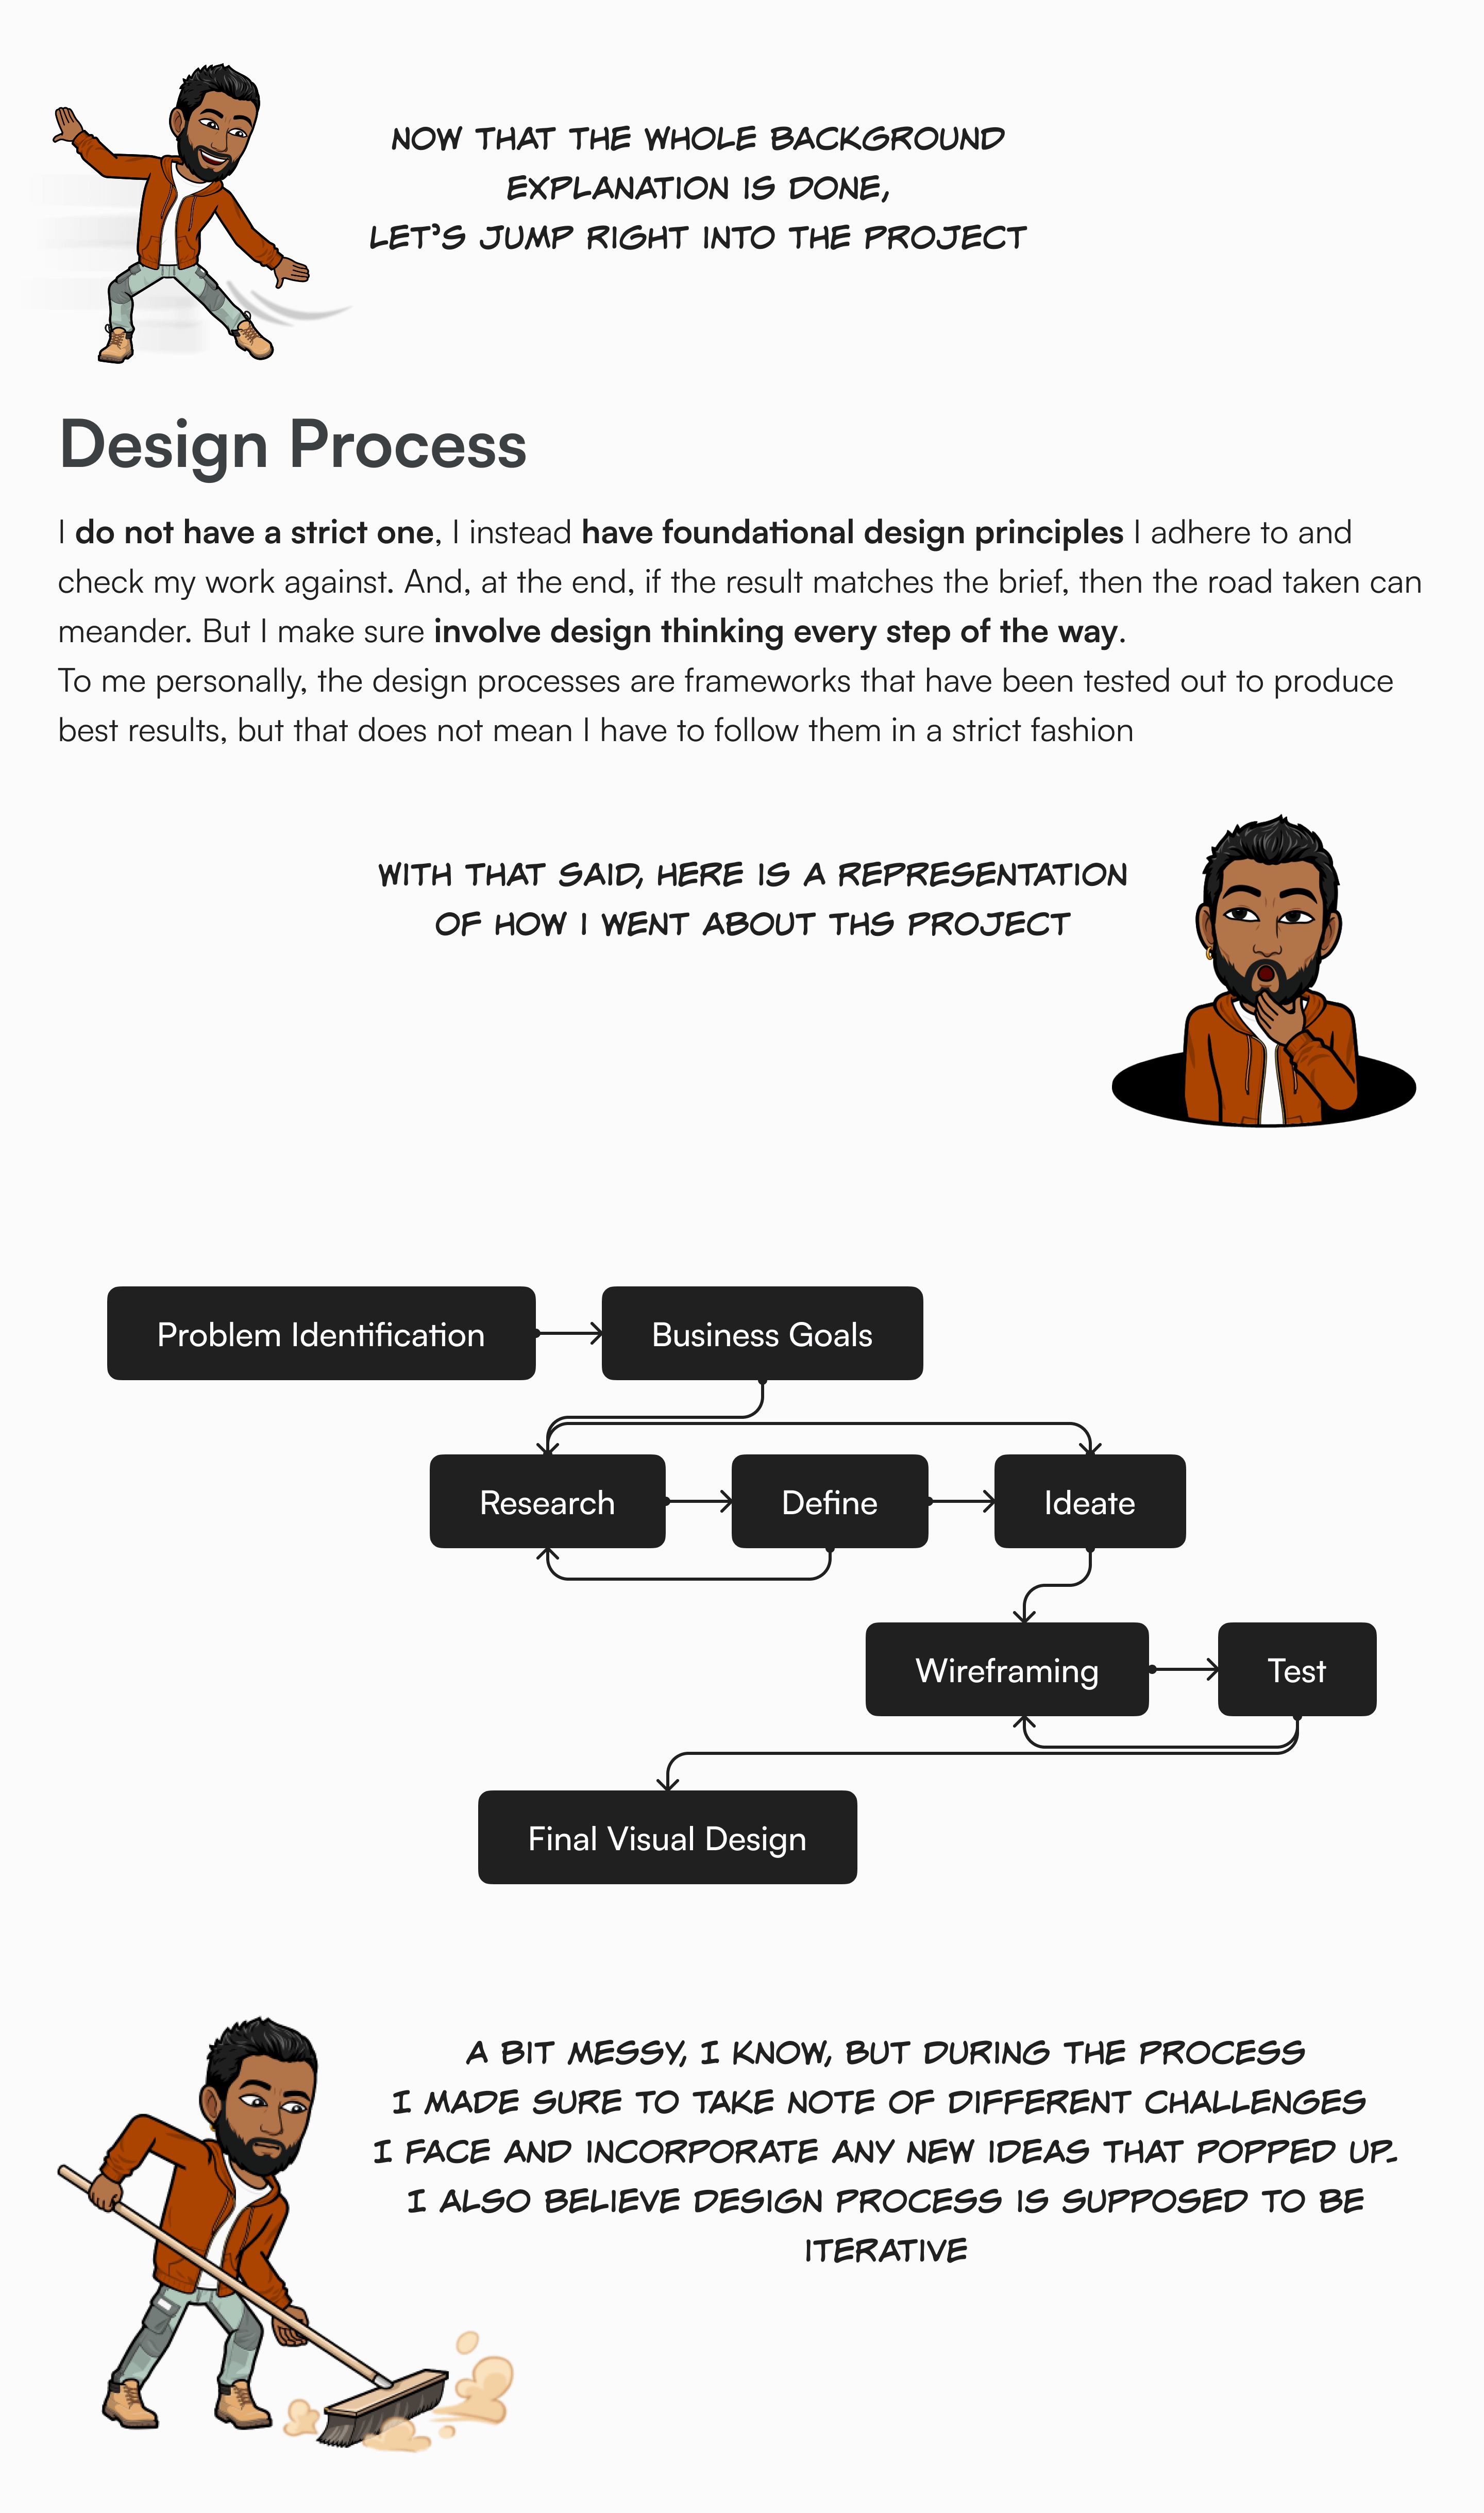 NOW THAT THE WHOLE BACKGROUND
EXPLANATION IS DONE,
LET'S JUMP RIGHT INTO THE PROJECT
Design Process
I do not have a strict one, I instead have foundational design principles I adhere to and
check my work against. And, at the end, if the result matches the brief, then the road taken can
meander. But I make sure involve design thinking every step of the way.
To me personally, the design processes are frameworks that have been tested out to produce
best results, but that does not mean I have to follow them in a strict fashion
WITH THAT SAID, HERE IS A REPRESENTATION
OF HOW I WENT ABOUT THS PROJECT
Problem Identification
Business Goals
Research
Define
Ideate
Wireframing
Test
Final Visual Design
A BIT MESSY, I KNOW, BUT DURING THE PROCESS
I MADE SURE TO TAKE NOTE OF DIFFERENT CHALLENGES
I FACE AND INCORPORATE ANY NEW IDEAS THAT POPPED UP..
I ALSO BELIEVE DESIGN PROCESS IS SUPPOSED TO BE
ITERATIVE